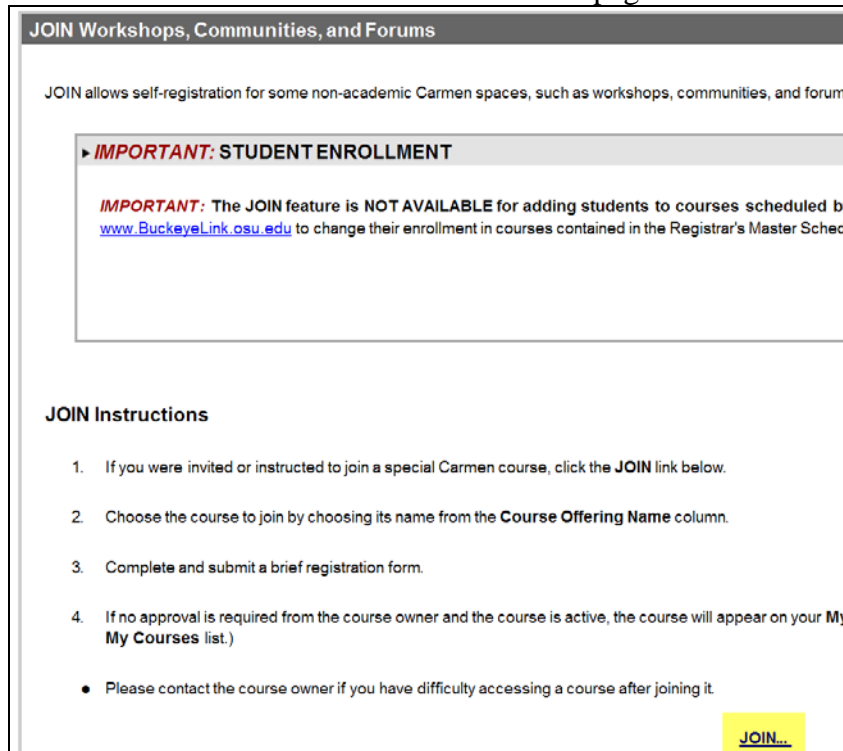 JOIN Workshops, Communities, and Forums
JOIN allows self-registration for some non-academic Carmen spaces, such as workshops, communities, and forum
▸ IMPORTANT: STUDENT ENROLLMENT
IMPORTANT: The JOIN feature is NOT AVAILABLE for adding students to courses scheduled b
www.BuckeyeLink.osu.edu to change their enrollment in courses contained in the Registrar's Master Sched
JOIN Instructions
1. If you were invited or instructed to join a special Carmen course, click the JOIN link below.
2. Choose the course to join by choosing its name from the Course Offering Name column.
3. Complete and submit a brief registration form.
4. If no approval is required from the course owner and the course is active, the course will appear on your My
My Courses list.)
• Please contact the course owner if you have difficulty accessing a course after joining it.
JOIN...